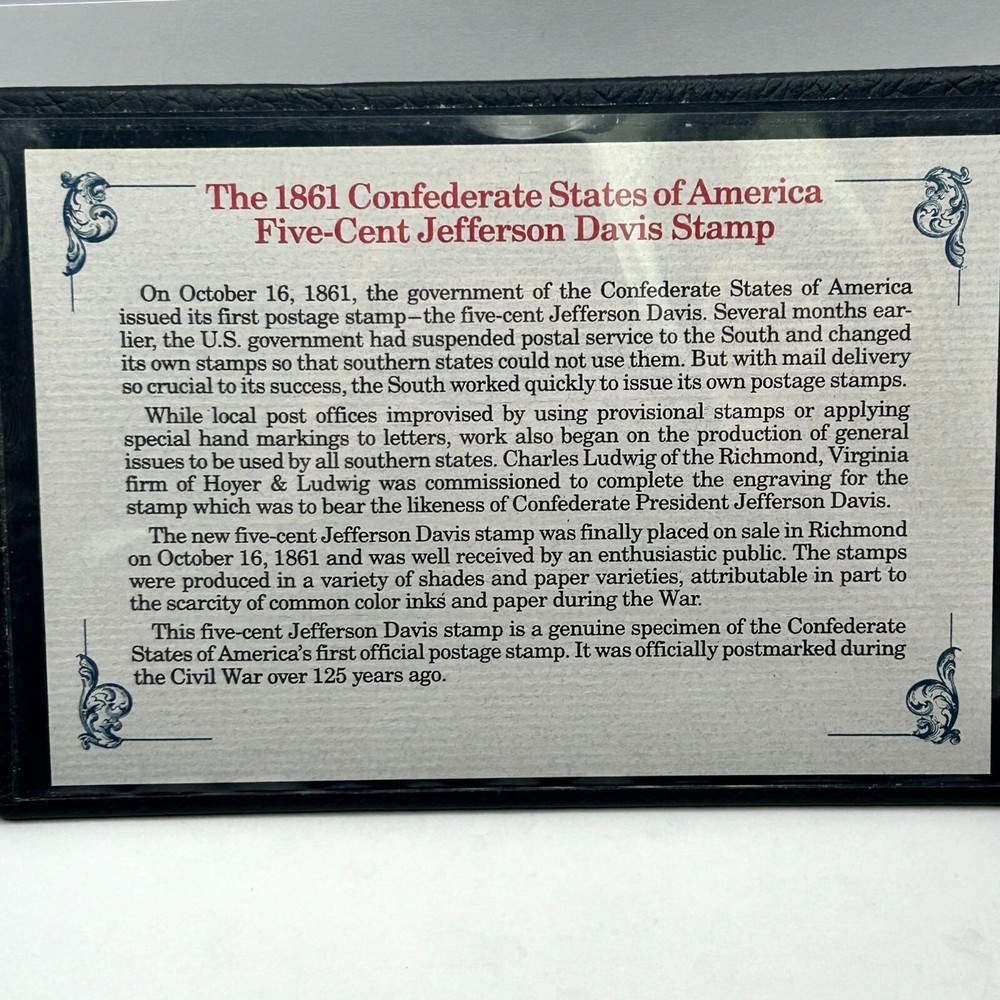 The 1861 Confederate States of America
Five-Cent Jefferson Davis Stamp
On October 16, 1861, the government of the Confederate States of America
issued its first postage stamp–the five-cent Jefferson Davis. Several months ear-
lier, the U.S. government had suspended postal service to the South and changed
its own stamps so that southern states could not use them. But with mail delivery
so crucial to its success, the South worked quickly to issue its own postage stamps.
While local post offices improvised by using provisional stamps or applying
special hand markings to letters, work also began on the production of general
issues to be used by all southern states. Charles Ludwig of the Richmond, Virginia
firm of Hoyer & Ludwig was commissioned to complete the engraving for the
stamp which was to bear the likeness of Confederate President Jefferson Davis.
The new five-cent Jefferson Davis stamp was finally placed on sale in Richmond
on October 16, 1861 and was well received by an enthusiastic public. The stamps
were produced in a variety of shades and paper varieties, attributable in part to
the scarcity of common color inks and paper during the War.
This five-cent Jefferson Davis stamp is a genuine specimen of the Confederate
States of America's first official postage stamp. It was officially postmarked during
the Civil War over 125 years ago.